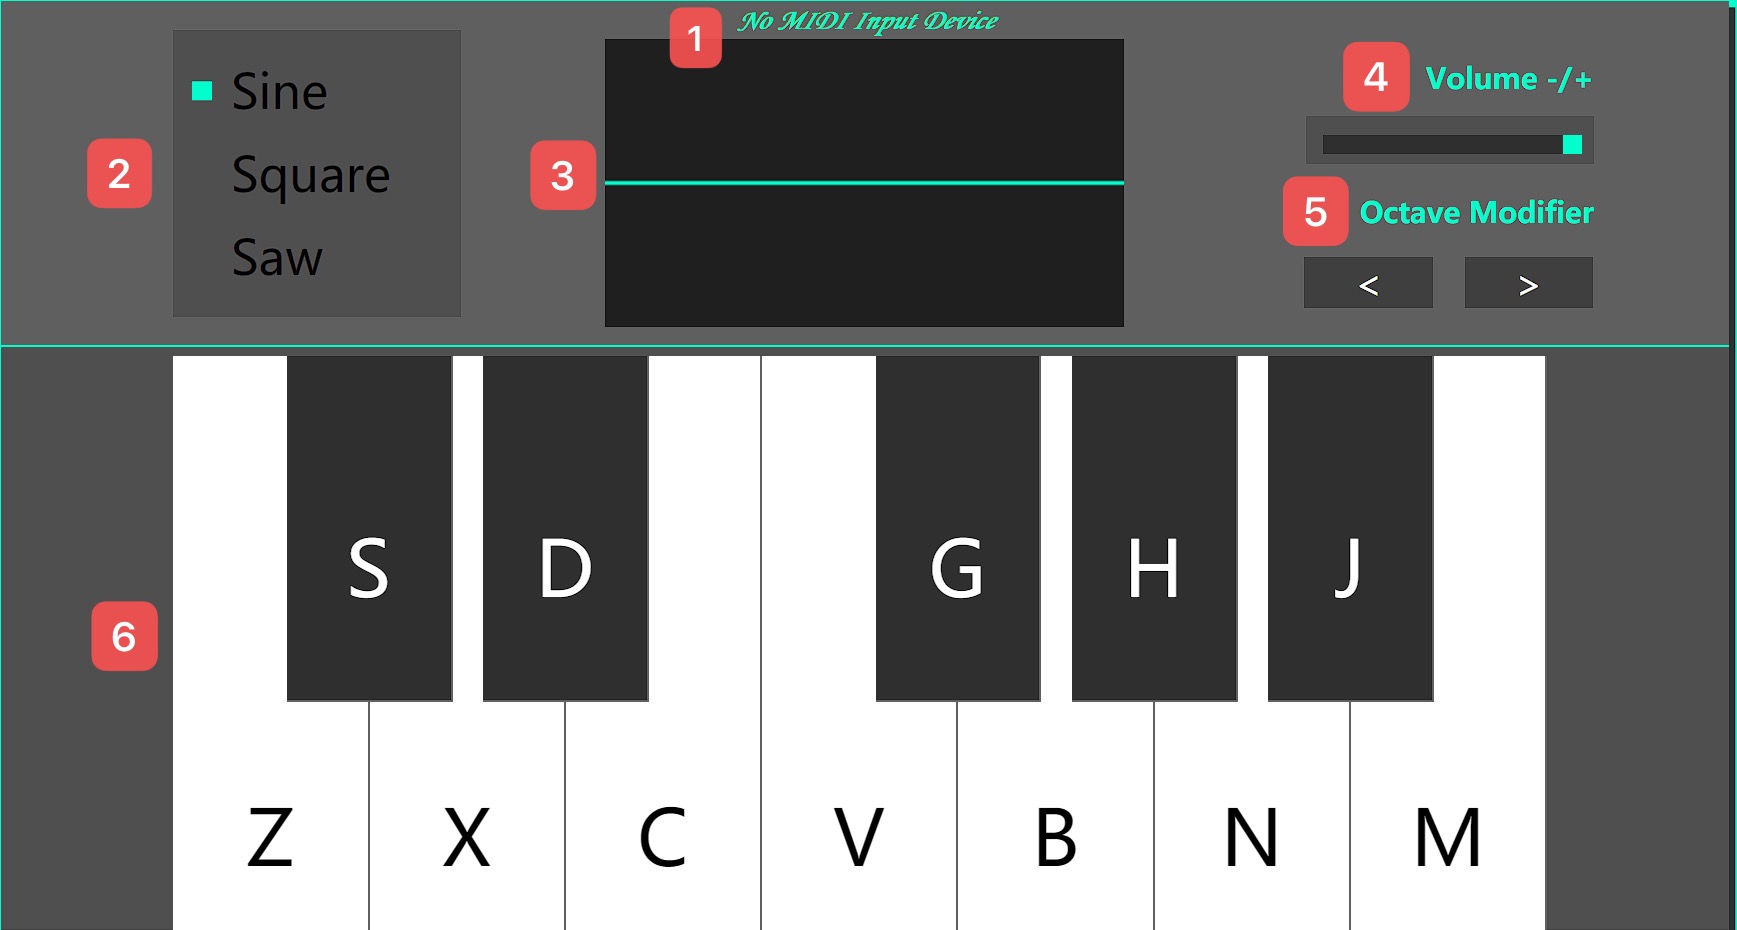 1 No MIDI Input Device
Sine
Square
Saw
2
3
4 Volume -/+
5 Octave Modifier
< >
6
S D G H J
Z X C V B N M